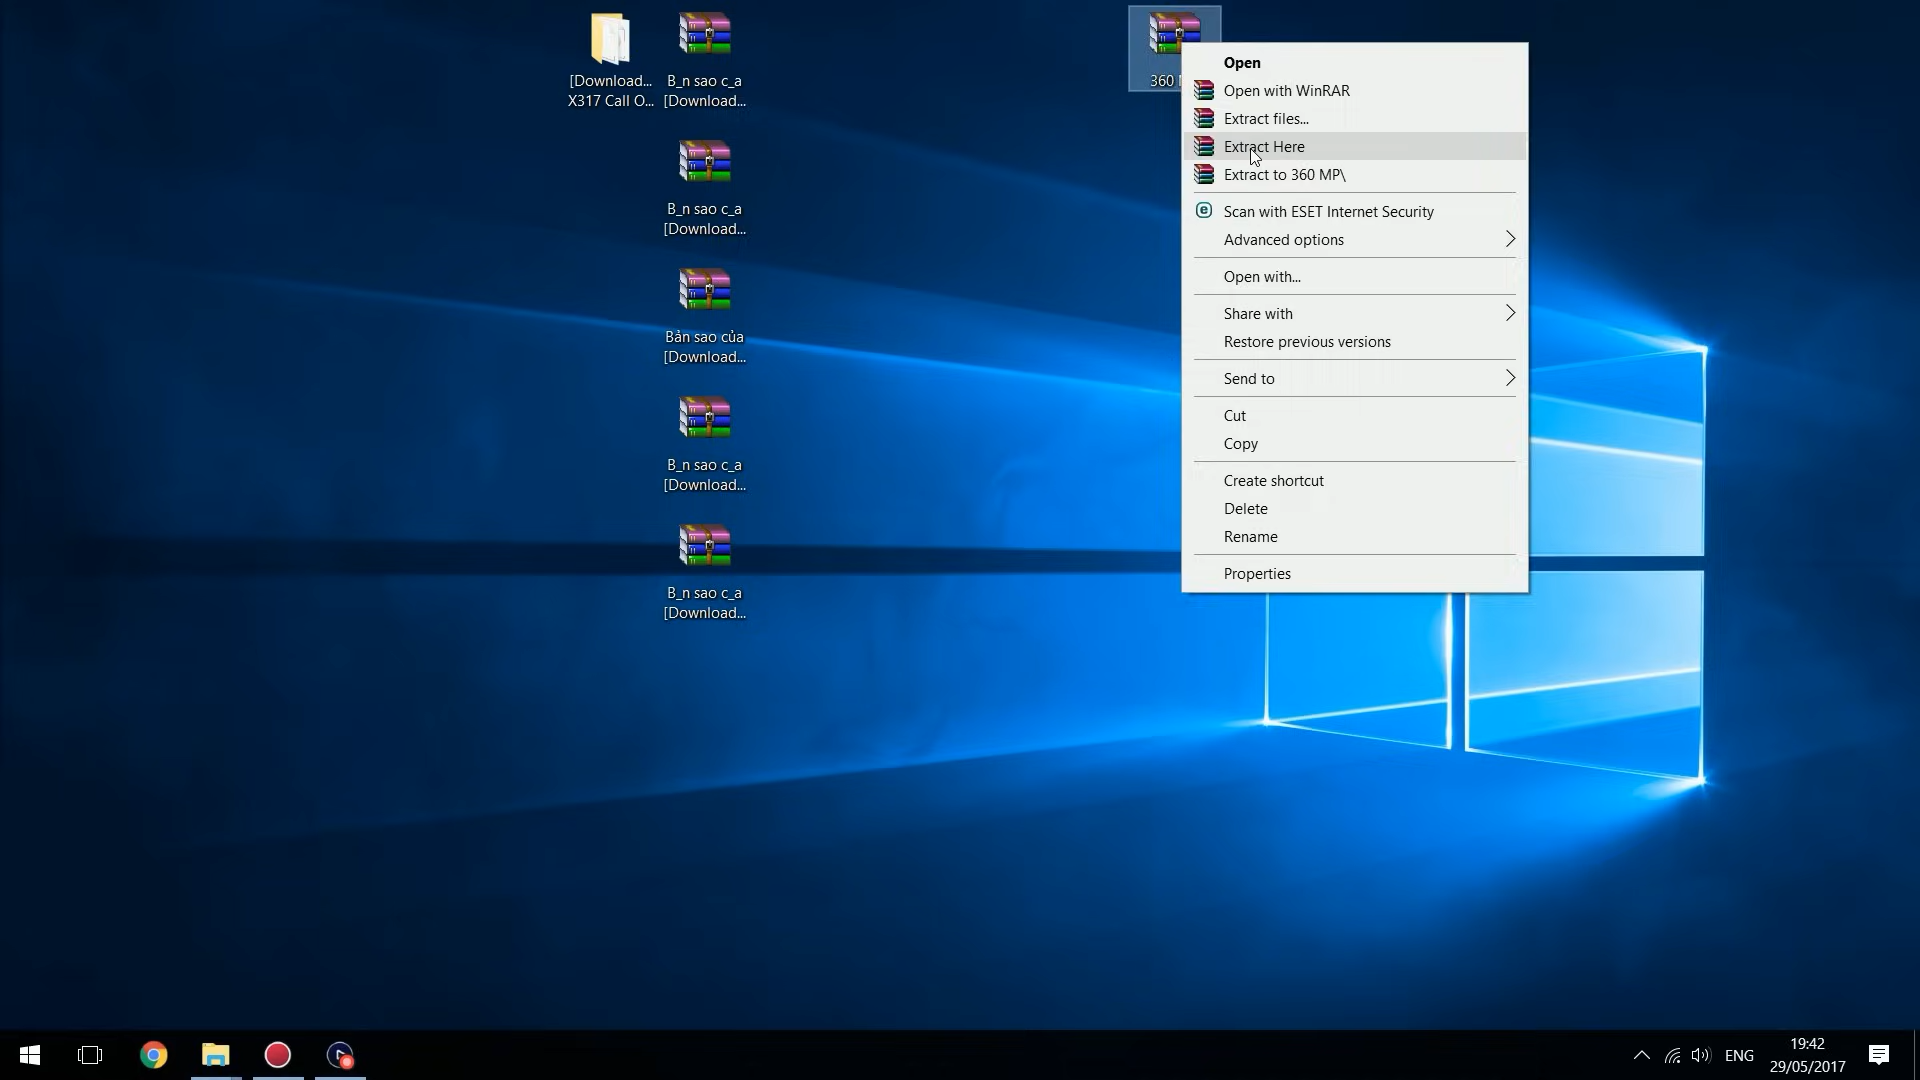 [Download...
X317 Call O...
B_n sao c_a
[Download...
B_n sao c_a
[Download...
Bản sao của
[Download...
B_n sao c_a
[Download...
B_n sao c_a
[Download...
360
Open
Open with WinRAR
Extract files...
Extract Here
Extract to 360 MP\
Scan with ESET Internet Security
Advanced options
Open with...
Share with
Restore previous versions
Send to
Cut
Copy
Create shortcut
Delete
Rename
Properties
ENG
19:42
29/05/2017